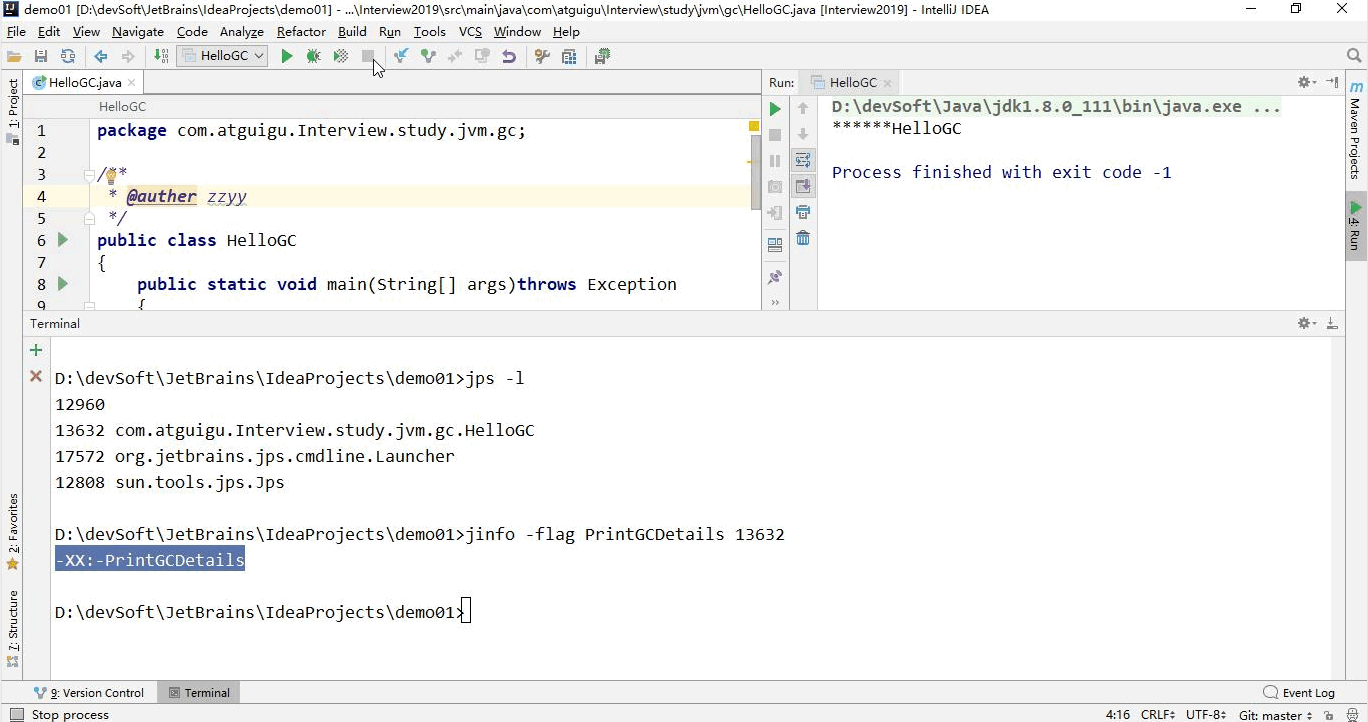 demo01 [D:\devSoft\JetBrains\IdeaProjects\demo01] - ...\Interview2019\src\main\java\com\atguigu\Interview\study\jvm\gc\HelloGC.java [Interview2019] - IntelliJ IDEA
File Edit View Navigate Code Analyze Refactor Build Run Tools VCS Window Help
HelloGC
HelloGC.java
Run: HelloGC
HelloGC
1 package com.atguigu.Interview.study.jvm.gc;
2
3 /**
4 * @auther zzyy
5 */
6 public class HelloGC
7 {
8 public static void main(String[] args)throws Exception
9 {
D:\devSoft\Java\jdk1.8.0_111\bin\java.exe ...
******HelloGC
Process finished with exit code -1
1: Project
Maven Projects
4: Run
Terminal
D:\devSoft\JetBrains\IdeaProjects\demo01>jps -l
12960
13632 com.atguigu.Interview.study.jvm.gc.HelloGC
17572 org.jetbrains.jps.cmdline.Launcher
12808 sun.tools.jps.Jps
D:\devSoft\JetBrains\IdeaProjects\demo01>jinfo -flag PrintGCDetails 13632
-XX:-PrintGCDetails
D:\devSoft\JetBrains\IdeaProjects\demo01>
2: Favorites
7: Structure
9: Version Control Terminal Event Log
Stop process 4:16 CRLF UTF-8 Git: master